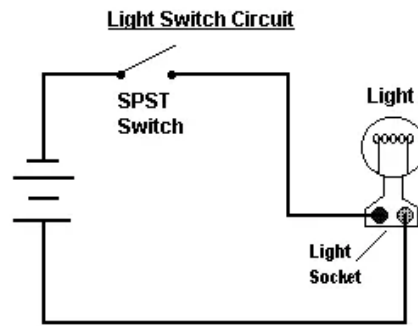 Light Switch Circuit
SPST
Switch
Light
Light
Socket